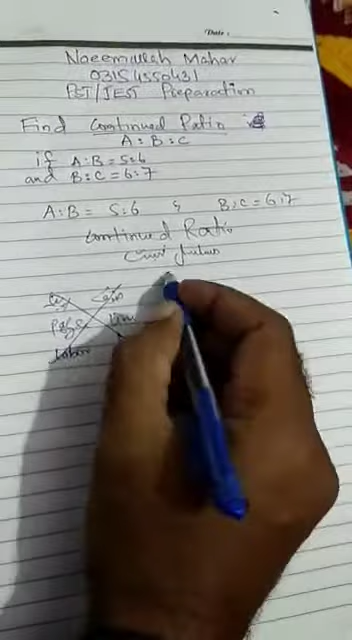 Date:
Naeemullah Mahar
03154550431
PST/JEST Preparation
Find Continued Ratio
A:B:C
if A:B = 5:6
and B:C = 6:7
A:B = 5:6 & B:C = 6:7
Continued Ratio